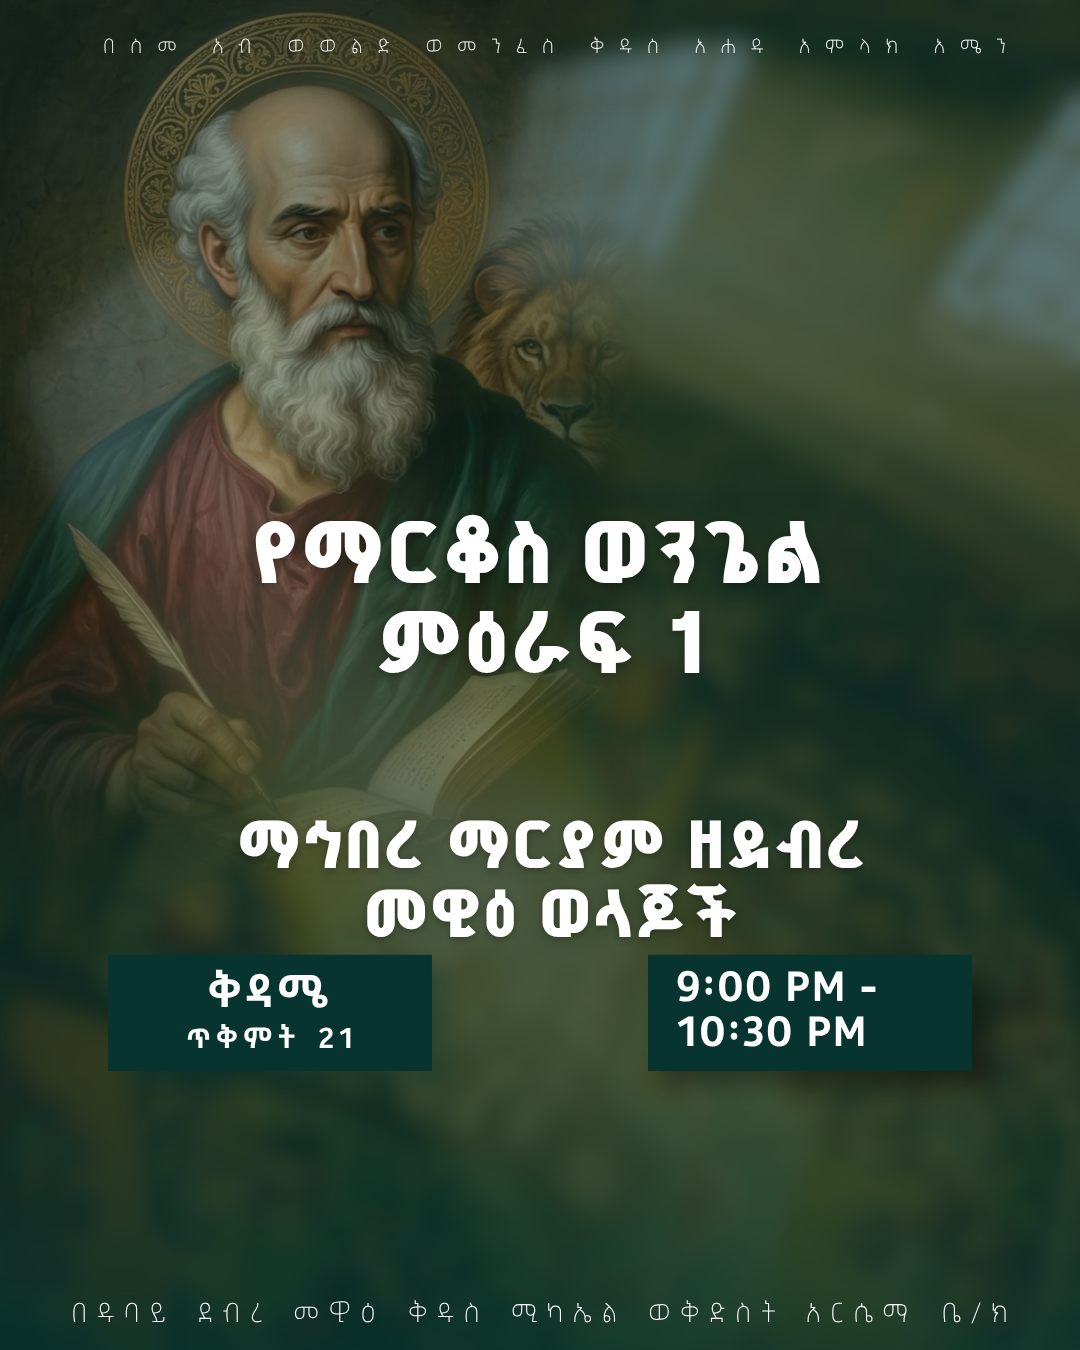 በስመ አብ ወወልድ ወመንፈስ ቅዱስ አሐዱ አምላክ አሜን
የማርቆስ ወንጌል
ምዕራፍ 1
ማኅበረ ማርያም ዘደብረ
መዊዕ ወላጆች
ቅዳሜ
ጥቅምት 21
9:00 PM -
10:30 PM
በዱባይ ደብረ መዊዕ ቅዱስ ሚካኤል ወቅድስት አርሴማ ቤ/ክ